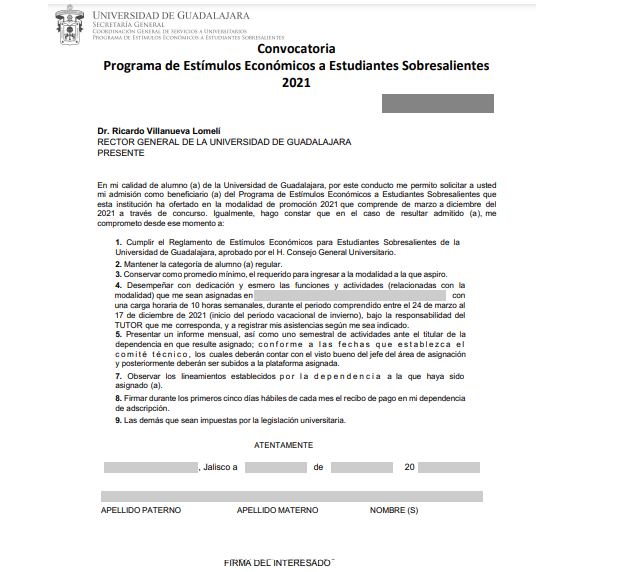 UNIVERSIDAD DE GUADALAJARA
SECRETARÍA GENERAL
COORDINACIÓN GENERAL DE SERVICIOS A UNIVERSITARIOS
PROGRAMA DE ESTÍMULOS ECONÓMICOS A ESTUDIANTES SOBRESALIENTES
Convocatoria
Programa de Estímulos Económicos a Estudiantes Sobresalientes
2021
Dr. Ricardo Villanueva Lomelí
RECTOR GENERAL DE LA UNIVERSIDAD DE GUADALAJARA
PRESENTE
En mi calidad de alumno (a) de la Universidad de Guadalajara, por este conducto me permito solicitar a usted
mi admisión como beneficiario (a) del Programa de Estímulos Económicos a Estudiantes Sobresalientes que
esta institución ha ofertado en la modalidad de promoción 2021 que comprende de marzo a diciembre del
2021 a través de concurso. Igualmente, hago constar que en el caso de resultar admitido (a), me
comprometo desde ese momento a:
1. Cumplir el Reglamento de Estímulos Económicos para Estudiantes Sobresalientes de la
Universidad de Guadalajara, aprobado por el H. Consejo General Universitario.
2. Mantener la categoría de alumno (a) regular.
3. Conservar como promedio mínimo, el requerido para ingresar a la modalidad a la que aspiro.
4. Desempeñar con dedicación y esmero las funciones y actividades (relacionadas con la
modalidad) que me sean asignadas en con
una carga horaria de 10 horas semanales, durante el periodo comprendido entre el 24 de marzo al
17 de diciembre de 2021 (inicio del periodo vacacional de invierno), bajo la responsabilidad del
TUTOR que me corresponda, y a registrar mis asistencias según me sea indicado.
5. Presentar un informe mensual, así como uno semestral de actividades ante el titular de la
dependencia en que resulte asignado; conforme a las fechas que establezca el
comité técnico, los cuales deberán contar con el visto bueno del jefe del área de asignación
y posteriormente deberán ser subidos a la plataforma asignada.
7. Observar los lineamientos establecidos por la dependencia a la que haya sido
asignado (a).
8. Firmar durante los primeros cinco días hábiles de cada mes el recibo de pago en mi dependencia
de adscripción.
9. Las demás que sean impuestas por la legislación universitaria.
ATENTAMENTE
, Jalisco a de 20
APELLIDO PATERNO APELLIDO MATERNO NOMBRE (S)
FIRMA DEL INTERESADO